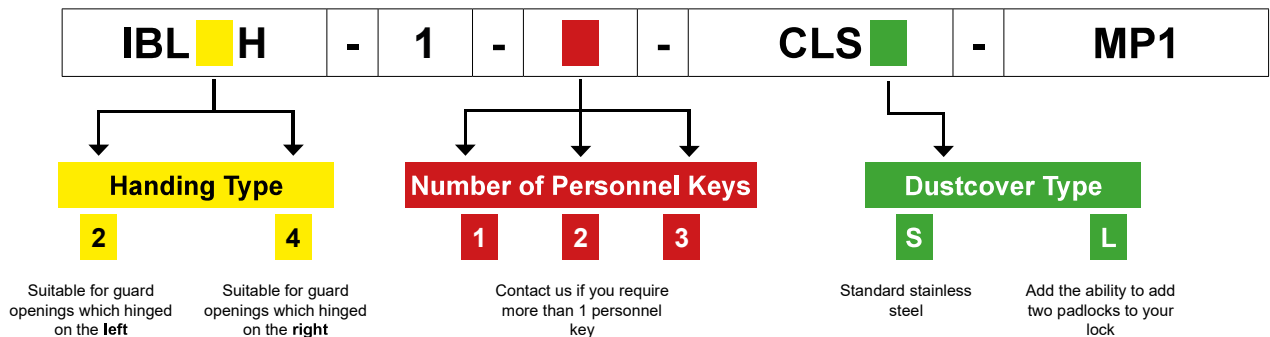 IBL H - 1 - - CLS - MP1
Handing Type
2 4
Suitable for guard
openings which hinged
on the left
Suitable for guard
openings which hinged
on the right
Number of Personnel Keys
1 2 3
Contact us if you require
more than 1 personnel
key
Dustcover Type
S L
Standard stainless
steel
Add the ability to add
two padlocks to your
lock